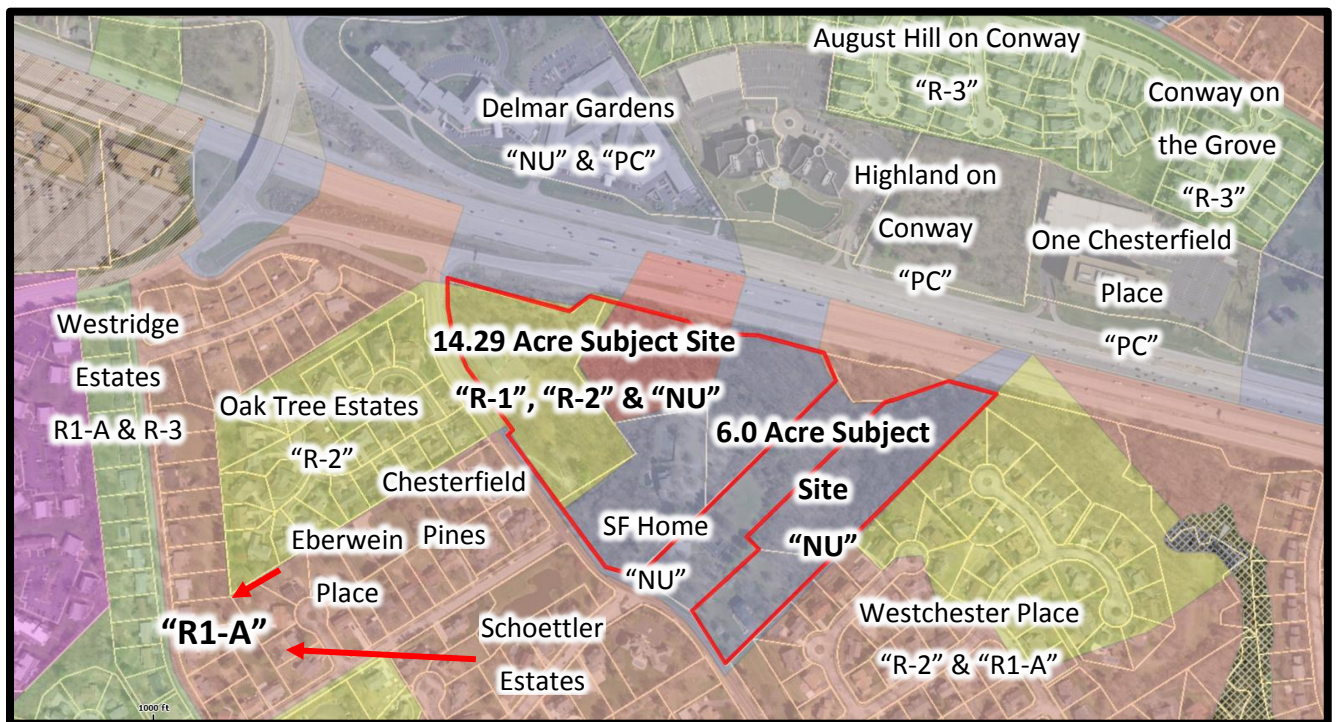 August Hill on Conway
"R-3"
Conway on
the Grove
"R-3"
Delmar Gardens
"NU" & "PC"
Highland on
Conway
"PC"
One Chesterfield
Place
"PC"
Westridge
Estates
R1-A & R-3
14.29 Acre Subject Site
"R-1", "R-2" & "NU"
Oak Tree Estates
"R-2"
6.0 Acre Subject
Site
"NU"
Chesterfield
Pines
Eberwein
Place
SF Home
"NU"
"R1-A"
Schoettler
Estates
Westchester Place
"R-2" & "R1-A"
1000 ft